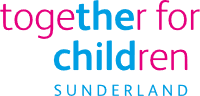 together for
children
SUNDERLAND